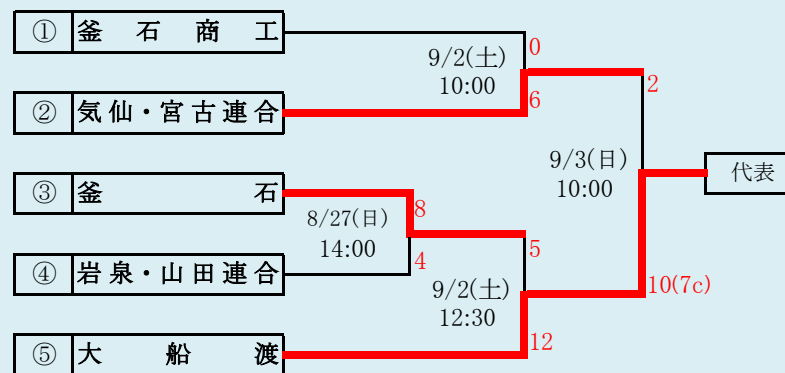 ① 釜石商工
0
9/2(土)
10:00
② 気仙・宮古連合
6
2
9/3(日)
10:00
代表
③ 釜石
8
8/27(日)
14:00
5
④ 岩泉・山田連合
4
9/2(土)
12:30
10(7c)
⑤ 大船渡
12